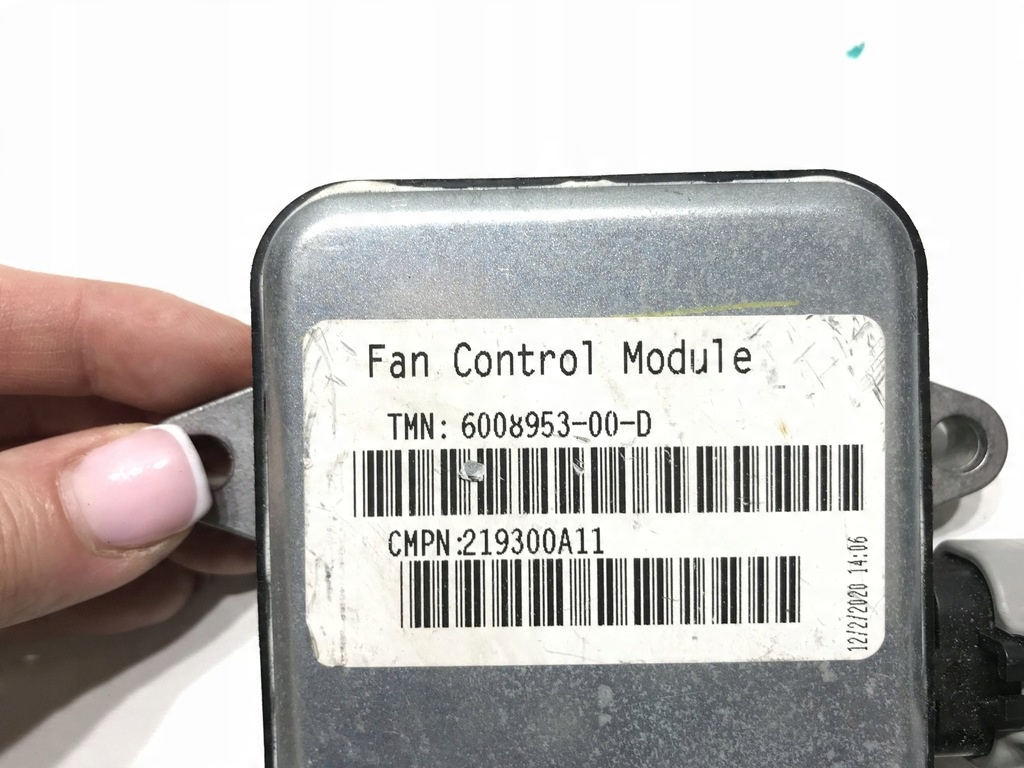 Fan Control Module
TMN: 6008953-00-D
CMPN:219300A11
12/2/2020 14:06